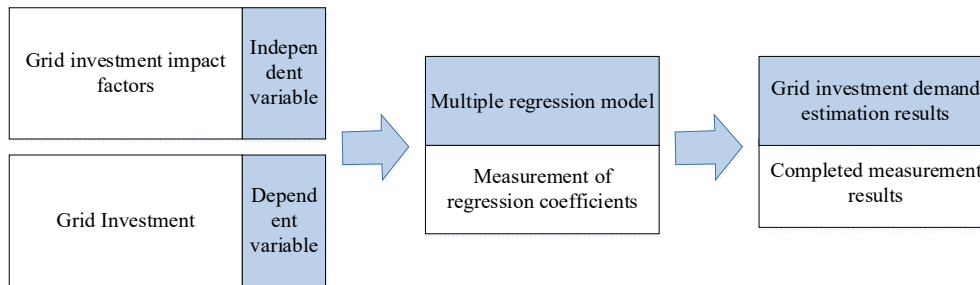 Grid investment impact
factors
Indepen
dent
variable
Grid Investment
Depend
ent
variable
Multiple regression model
Measurement of
regression coefficients
Grid investment demand
estimation results
Completed measurement
results